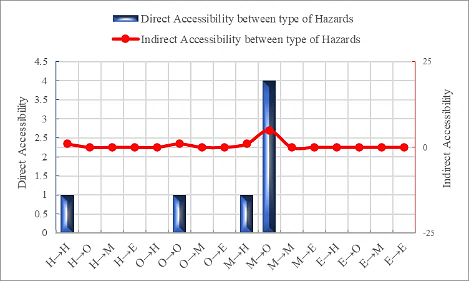 Direct Accessibility between type of Hazards
Indirect Accessibility between type of Hazards
4.5
4
3.5
3
2.5
2
1.5
1
0.5
0
Direct Accessibility
25
0
-25
Indirect Accessibility
H→H
H→O
H→M
H→E
O→H
O→O
O→M
O→E
M→H
M→O
M→M
M→E
E→H
E→O
E→M
E→E